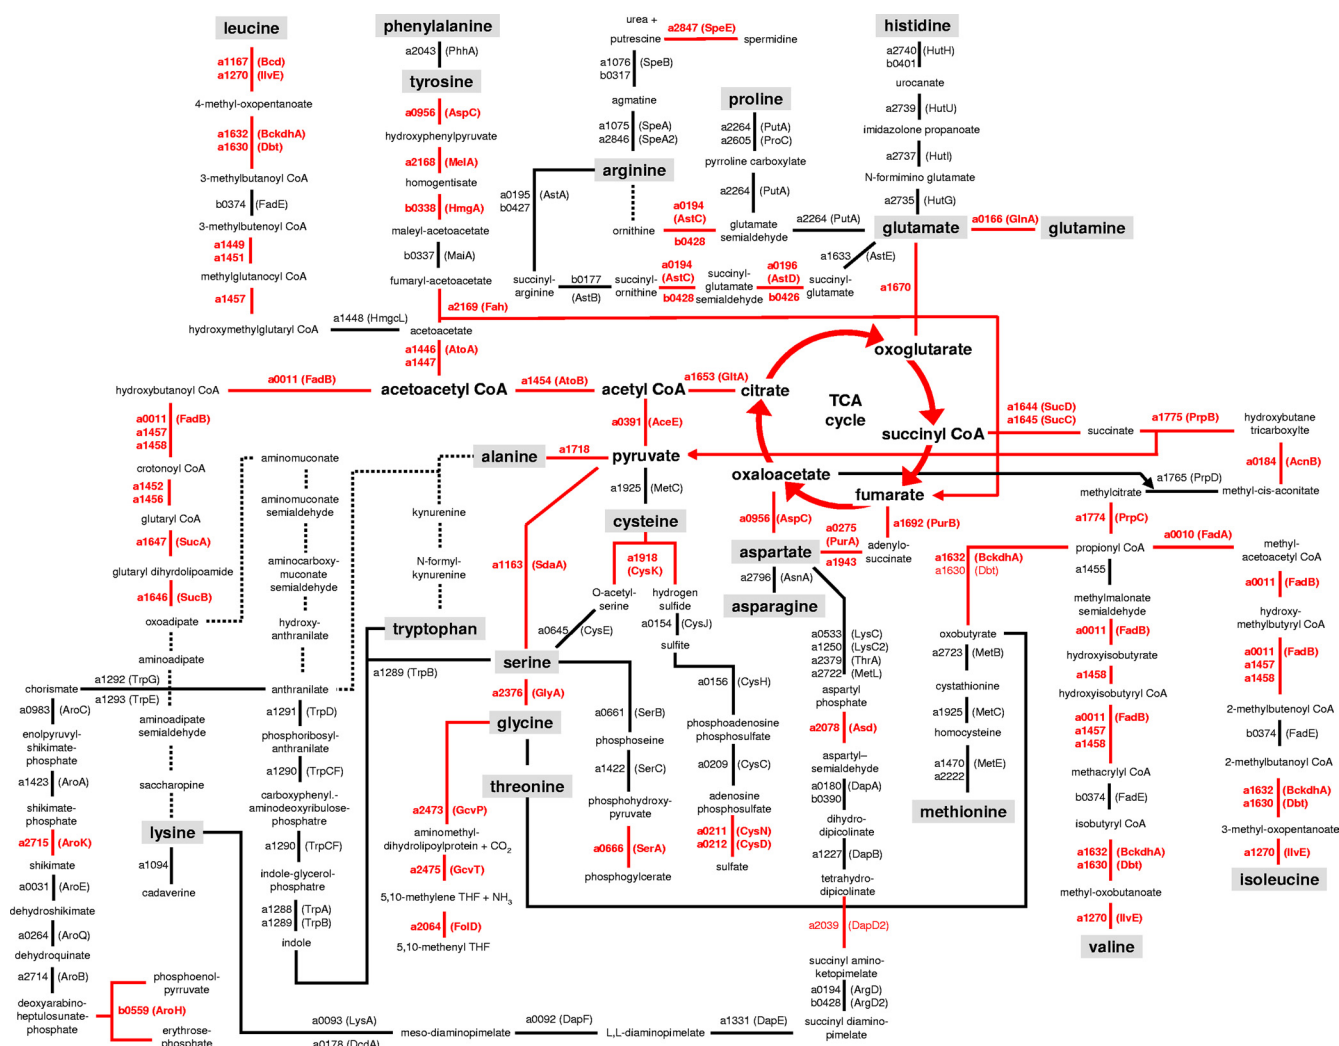 leucine
a1167 (Bcd)
a1270 (IlvE)
4-methyl-oxopentanoate
a1632 (BckdhA)
a1630 (Dbt)
3-methylbutanoyl CoA
b0374 (FadE)
3-methylbutenoyl CoA
a1449
a1451
methylglutanocyl CoA
a1457
hydroxymethylglutaryl CoA
a1448 (HmgcL)
phenylalanine
a2043 (PhhA)
tyrosine
a0956 (AspC)
hydroxyphenylpyruvate
a2168 (MelA)
homogentisate
b0338 (HmgA)
maleyl-acetoacetate
b0337 (MaiA)
fumaryl-acetoacetate
a2169 (Fah)
acetoacetate
a1446 (AtoA)
a1447
urea +
putrescine
a2847 (SpeE)
spermidine
a1076 (SpeB)
b0317
agmatine
a1075 (SpeA)
a2846 (SpeA2)
arginine
a0195 (AstA)
b0427
ornithine
a0194
(AstC)
b0428
proline
a2264 (PutA)
a2605 (ProC)
pyrroline carboxylate
a2264 (PutA)
glutamate
semialdehyde
a2264 (PutA)
histidine
a2740 (HutH)
b0401
urocanate
a2739 (HutU)
imidazolone propanoate
a2737 (HutI)
N-formimino glutamate
a2735 (HutG)
glutamate
a0166 (GlnA)
glutamine
a1633 (AstE)
a1670
succinyl-
arginine
b0177
(AstB)
succinyl-
ornithine
a0194
(AstC)
b0428
succinyl-
glutamate
semialdehyde
a0196
(AstD)
b0426
succinyl-
glutamate
hydroxybutanoyl CoA
a0011 (FadB)
acetoacetyl CoA
a1454 (AtoB)
acetyl CoA
a1653 (GltA)
citrate
oxoglutarate
TCA
cycle
succinyl CoA
a1644 (SucD)
a1645 (SucC)
succinate
a1775 (PrpB)
hydroxybutane
tricarboxylte
a0184 (AcnB)
methyl-cis-aconitate
a1765 (PrpD)
methylcitrate
oxaloacetate
fumarate
a0391 (AceE)
alanine
a1718
pyruvate
a1925 (MetC)
cysteine
a1918
(CysK)
O-acetyl-
serine
hydrogen
sulfide
a0645 (CysE)
a0154 (CysJ)
sulfite
a1163 (SdaA)
a0011 (FadB)
a1457
a1458
crotonoyl CoA
a1452
a1456
glutaryl CoA
a1647 (SucA)
glutaryl dihyrdolipoamide
a1646 (SucB)
oxoadipate
aminoadipate
aminoadipate
semialdehyde
saccharopine
lysine
a1094
cadaverine
aminomuconate
aminomuconate
semialdehyde
aminocarboxy-
muconate
semialdehyde
hydroxy-
anthranilate
anthranilate
kynurenine
N-formyl-
kynurenine
tryptophan
a1289 (TrpB)
serine
a2376 (GlyA)
glycine
threonine
a2473 (GcvP)
aminomethyl-
dihydrolipoylprotein + CO2
a2475 (GcvT)
5,10-methylene THF + NH3
a2064 (FolD)
5,10-methenyl THF
a0661 (SerB)
phosphoseine
a1422 (SerC)
phosphohydroxy-
pyruvate
a0666 (SerA)
phosphogylcerate
a0156 (CysH)
phosphoadenosine
phosphosulfate
a0209 (CysC)
adenosine
phosphosulfate
a0211 (CysN)
a0212 (CysD)
sulfate
a0956 (AspC)
a0275
(PurA)
a1943
a1692 (PurB)
adenylo-
succinate
aspartate
a2796 (AsnA)
asparagine
a0533 (LysC)
a1250 (LysC2)
a2379 (ThrA)
a2722 (MetL)
aspartyl
phosphate
a2078 (Asd)
aspartyl-
semialdehyde
a0180 (DapA)
b0390
dihydro-
dipicolinate
a1227 (DapB)
tetrahydro-
dipicolinate
a2039 (DapD2)
succinyl amino-
ketopimelate
a0194 (ArgD)
b0428 (ArgD2)
succinyl diamino-
pimelate
a1632 (BckdhA)
a1630 (Dbt)
oxobutyrate
a2723 (MetB)
cystathionine
a1925 (MetC)
homocysteine
a1470 (MetE)
a2222
methionine
a1774 (PrpC)
propionyl CoA
a0010 (FadA)
a1455
methylmalonate
semialdehyde
a0011 (FadB)
hydroxyisobutyrate
a1458
hydroxyisobutyryl CoA
a0011 (FadB)
a1457
a1458
methacrylyl CoA
b0374 (FadE)
isobutyryl CoA
a1632 (BckdhA)
a1630 (Dbt)
methyl-oxobutanoate
a1270 (IlvE)
valine
methyl-
acetoacetyl CoA
a0011 (FadB)
hydroxy-
methylbutyryl CoA
a0011 (FadB)
a1457
a1458
2-methylbutenoyl CoA
b0374 (FadE)
2-methylbutanoyl CoA
a1632 (BckdhA)
a1630 (Dbt)
3-methyl-oxopentanoate
a1270 (IlvE)
isoleucine
chorismate
a1292 (TrpG)
a1293 (TrpE)
a0983 (AroC)
enolpyruvyl-
shikimate-
phosphate
a1423 (AroA)
shikimate-
phosphate
a2715 (AroK)
shikimate
a0031 (AroE)
dehydroshikimate
a0264 (AroQ)
dehydroquinate
a2714 (AroB)
deoxyarabino-
heptulosunate-
phosphate
b0559 (AroH)
phosphoenol-
pyrruvate
erythrose-
phosphate
a1291 (TrpD)
phosphoribosyl-
anthranilate
a1290 (TrpCF)
carboxyphenyl.-
aminodeoxyribulose-
phosphatre
a1290 (TrpCF)
indole-glycerol-
phosphatre
a1288 (TrpA)
a1289 (TrpB)
indole
a0093 (LysA)
a0178 (DcdA)
meso-diaminopimelate
a0092 (DapF)
L,L-diaminopimelate
a1331 (DapE)